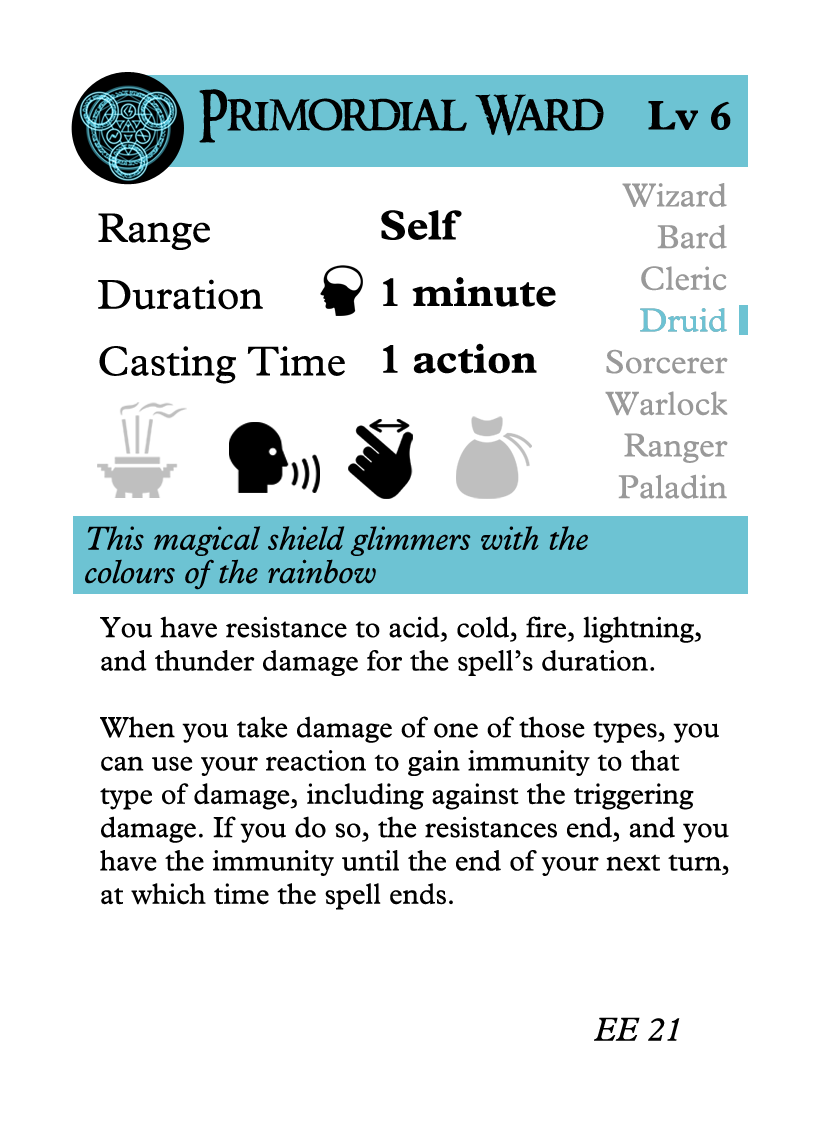 Primordial Ward Lv 6
Range Self
Duration 1 minute
Casting Time 1 action
Wizard
Bard
Cleric
Druid
Sorcerer
Warlock
Ranger
Paladin
This magical shield glimmers with the
colours of the rainbow
You have resistance to acid, cold, fire, lightning,
and thunder damage for the spell’s duration.
When you take damage of one of those types, you
can use your reaction to gain immunity to that
type of damage, including against the triggering
damage. If you do so, the resistances end, and you
have the immunity until the end of your next turn,
at which time the spell ends.
EE 21